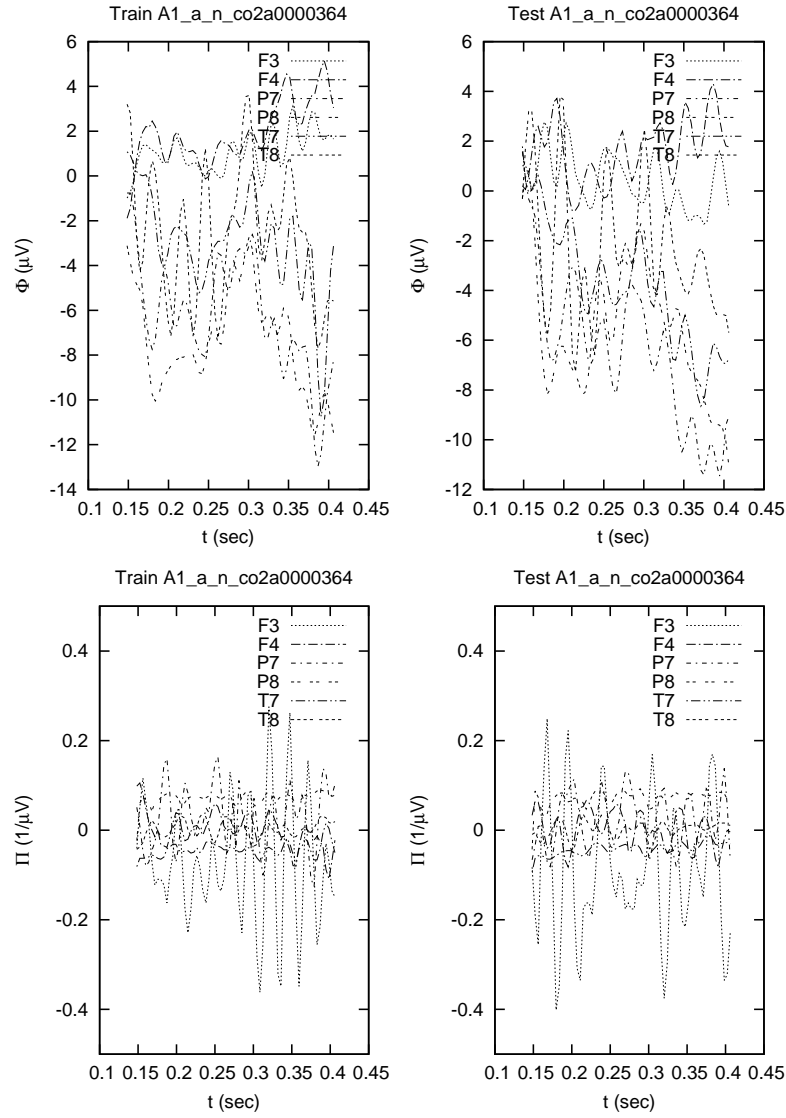 Train A1_a_n_co2a0000364
6
4
2
0
-2
-4
-6
-8
-10
-12
-14
Φ (μV)
F3
F4
P7
P8
T7
T8
0.1 0.15 0.2 0.25 0.3 0.35 0.4 0.45
t (sec)
Test A1_a_n_co2a0000364
6
4
2
0
-2
-4
-6
-8
-10
-12
Φ (μV)
F3
F4
P7
P8
T7
T8
0.1 0.15 0.2 0.25 0.3 0.35 0.4 0.45
t (sec)
Train A1_a_n_co2a0000364
0.4
0.2
0
-0.2
-0.4
Π (1/μV)
F3
F4
P7
P8
T7
T8
0.1 0.15 0.2 0.25 0.3 0.35 0.4 0.45
t (sec)
Test A1_a_n_co2a0000364
0.4
0.2
0
-0.2
-0.4
Π (1/μV)
F3
F4
P7
P8
T7
T8
0.1 0.15 0.2 0.25 0.3 0.35 0.4 0.45
t (sec)